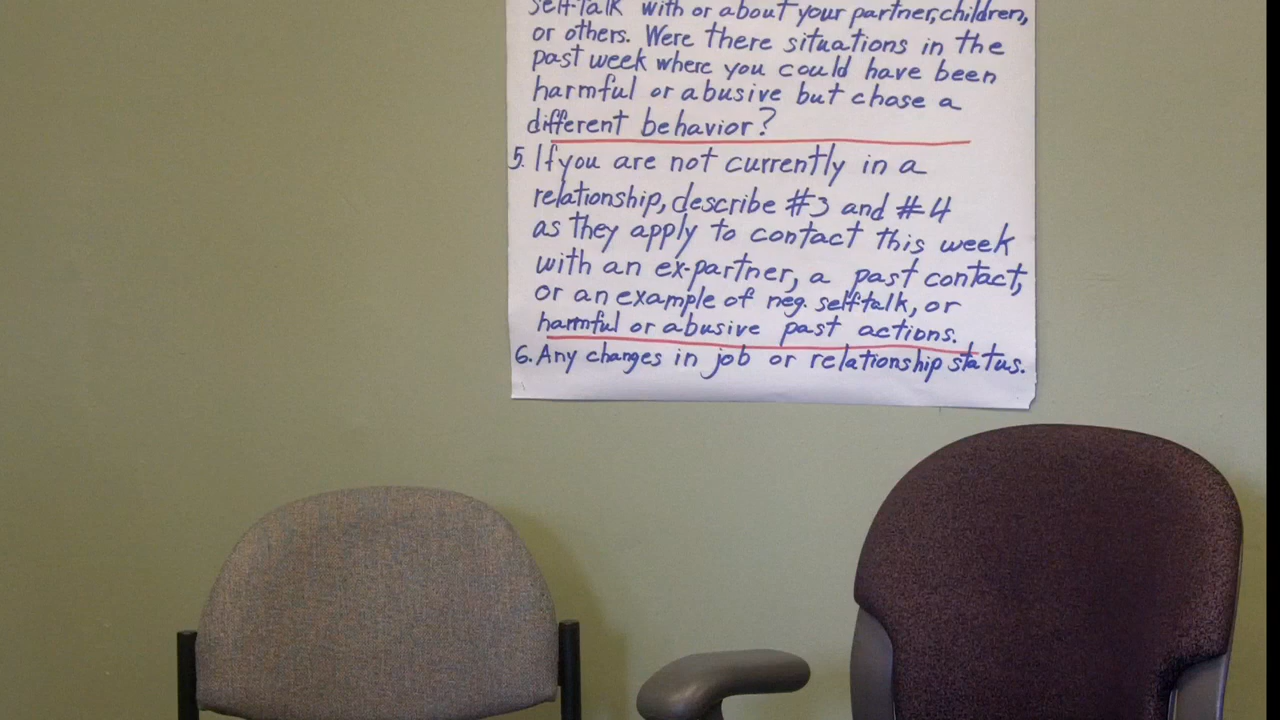 self-talk with or about your partner, children,
or others. Were there situations in the
past week where you could have been
harmful or abusive but chose a
different behavior?
5. If you are not currently in a
relationship, describe #3 and #4
as they apply to contact this week
with an ex-partner, a past contact,
or an example of neg. self talk, or
harmful or abusive past actions.
6. Any changes in job or relationship status.